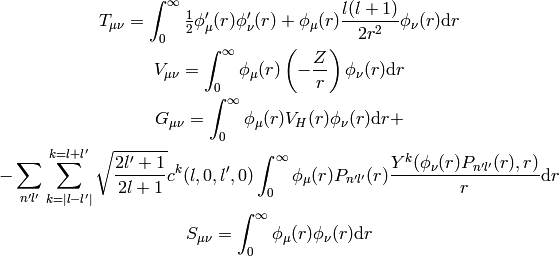 T_{\mu\nu} = \int_0^\infty \frac{1}{2} \phi'_\mu(r) \phi'_\nu(r) + \phi_\mu(r) \frac{l(l+1)}{2r^2} \phi_\nu(r) \mathrm{d}r
V_{\mu\nu} = \int_0^\infty \phi_\mu(r) \left( -\frac{Z}{r} \right) \phi_\nu(r) \mathrm{d}r
G_{\mu\nu} = \int_0^\infty \phi_\mu(r) V_H(r) \phi_\nu(r) \mathrm{d}r +
- \sum_{n'l'} \sum_{k=|l-l'|}^{k=l+l'} \sqrt{\frac{2l'+1}{2l+1}} c^k(l, 0, l', 0) \int_0^\infty \phi_\mu(r) P_{n'l'}(r) \frac{Y^k(\phi_\nu(r) P_{n'l'}(r), r)}{r} \mathrm{d}r
S_{\mu\nu} = \int_0^\infty \phi_\mu(r) \phi_\nu(r) \mathrm{d}r